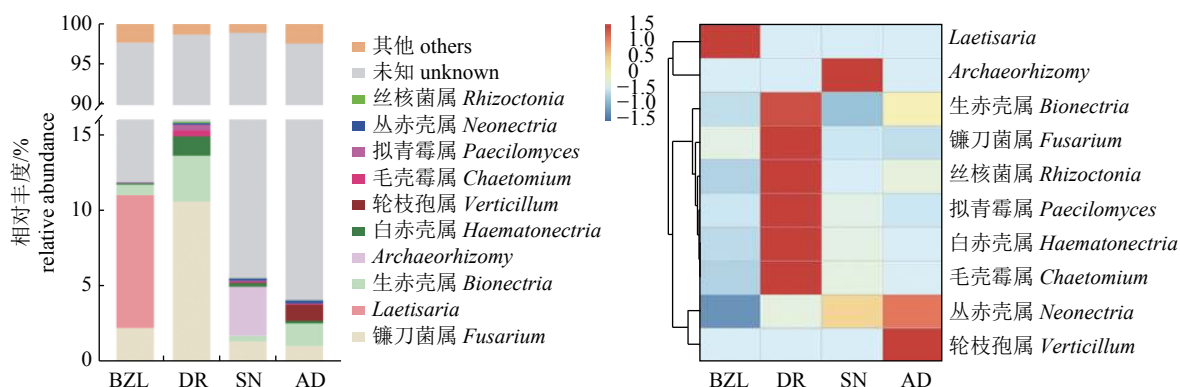 100
95
90
15
10
5
0
相对丰度/%
relative abundance
BZL DR SN AD
其他 others
未知 unknown
丝核菌属 Rhizoctonia
丛赤壳属 Neonectria
拟青霉属 Paecilomyces
毛壳霉属 Chaetomium
轮枝孢属 Verticillum
白赤壳属 Haematonectria
Archaeorhizomy
生赤壳属 Bionectria
Laetisaria
镰刀菌属 Fusarium
1.5
1.0
0.5
0
−0.5
−1.0
−1.5
Laetisaria
Archaeorhizomy
生赤壳属 Bionectria
镰刀菌属 Fusarium
丝核菌属 Rhizoctonia
拟青霉属 Paecilomyces
白赤壳属 Haematonectria
毛壳霉属 Chaetomium
丛赤壳属 Neonectria
轮枝孢属 Verticillum
BZL DR SN AD